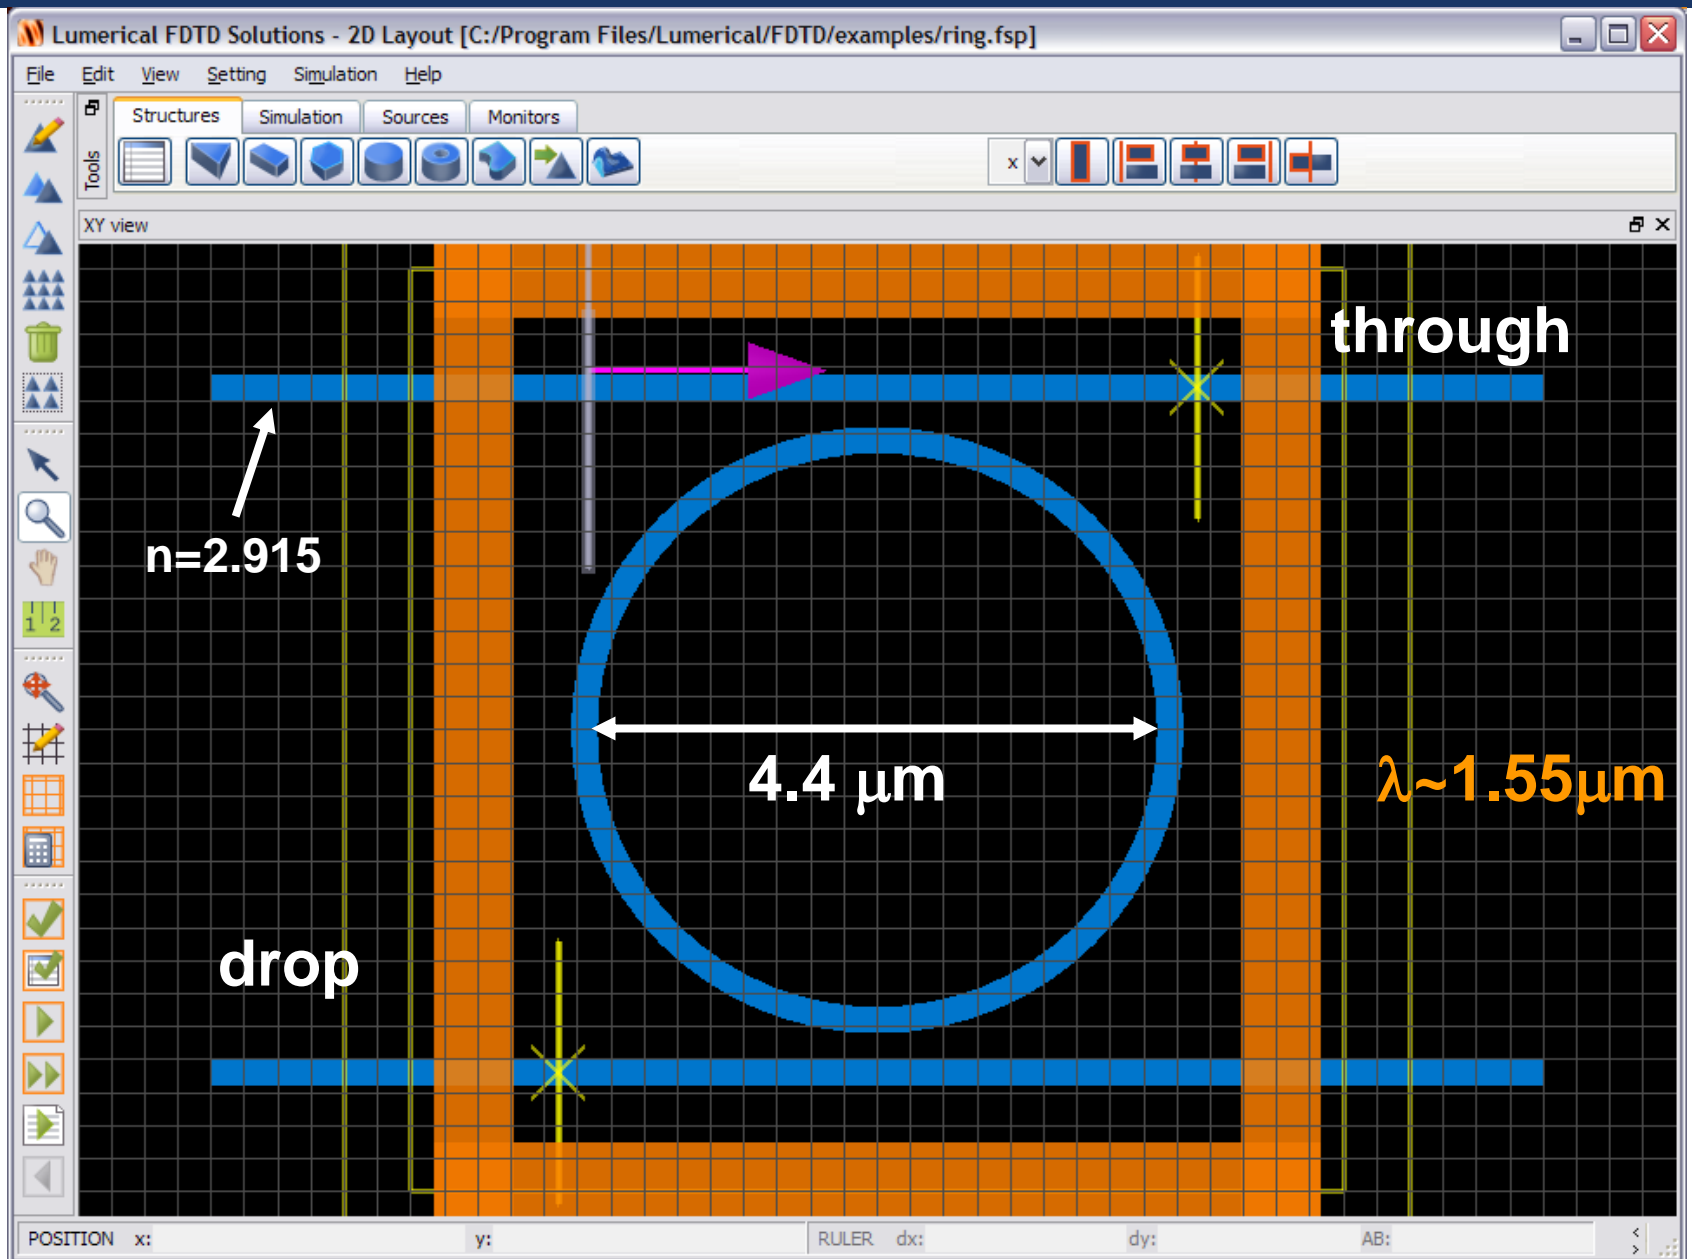 Lumerical FDTD Solutions - 2D Layout [C:/Program Files/Lumerical/FDTD/examples/ring.fsp]
File Edit View Setting Simulation Help
Tools
Structures Simulation Sources Monitors
x
XY view
through
n=2.915
1 2
4.4 μm
λ~1.55μm
drop
POSITION x: y: RULER dx: dy: AB: